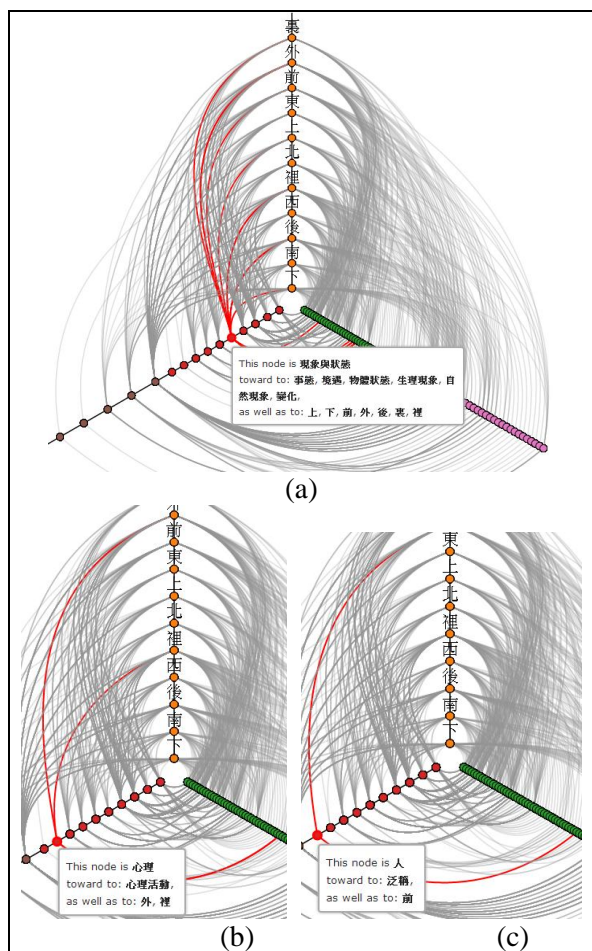 裏
外
前
東
上
北
裡
西
後
南
下
This node is 現象與狀態
toward to: 事態, 境遇, 物體狀態, 生理現象, 自
然現象, 變化,
as well as to: 上, 下, 前, 外, 後, 裏, 裡
(a)
前
東
上
北
裡
西
後
南
下
This node is 心理
toward to: 心理活動,
as well as to: 外, 裡
(b)
東
上
北
裡
西
後
南
下
This node is 人
toward to: 泛稱,
as well as to: 前
(c)